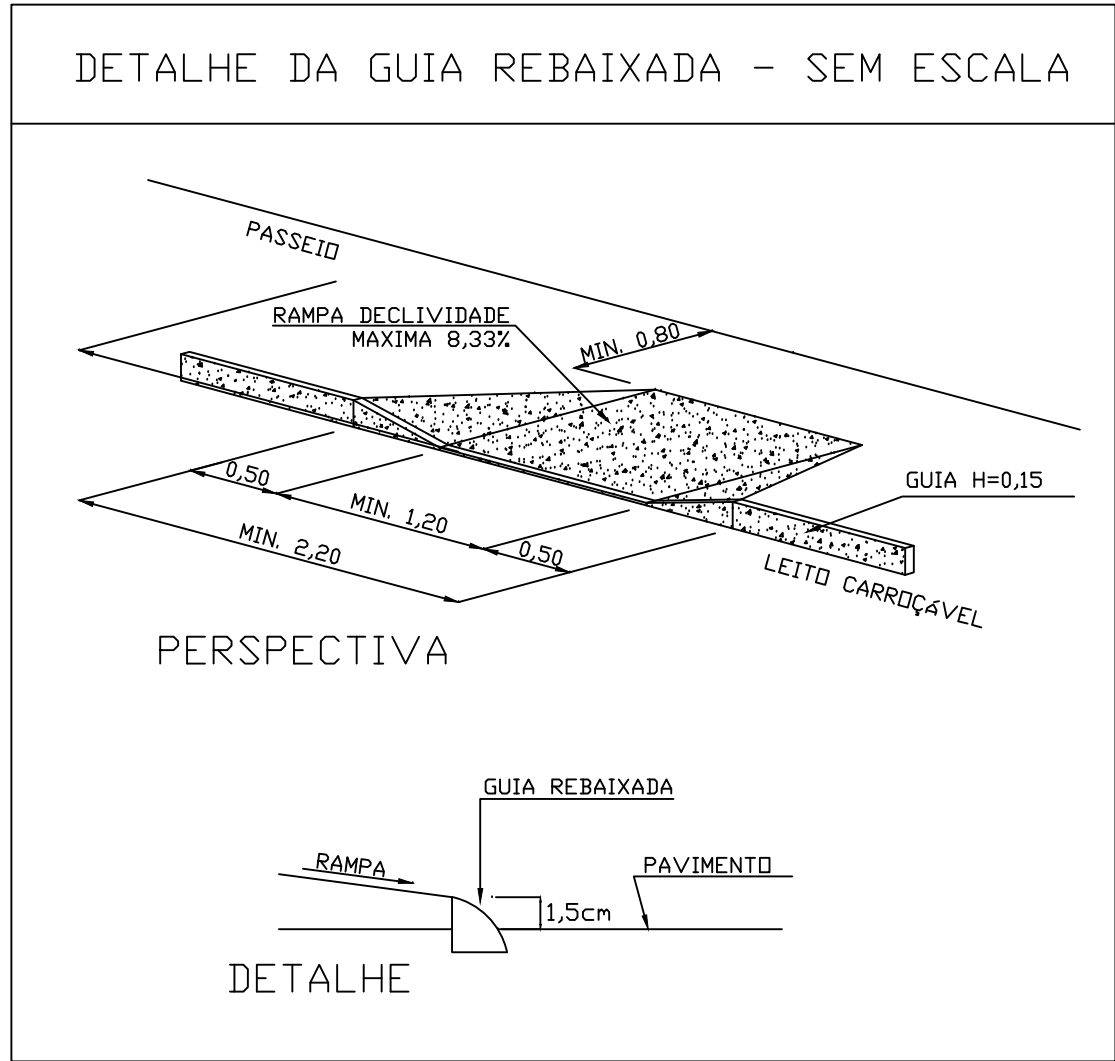 DETALHE DA GUIA REBAIXADA - SEM ESCALA
PASSEIO
RAMPA DECLIVIDADE
MAXIMA 8,33%
MIN. 0,80
GUIA H=0,15
0,50
MIN. 1,20
0,50
MIN. 2,20
LEITO CARROÇáVEL
PERSPECTIVA
GUIA REBAIXADA
RAMPA
PAVIMENTO
1,5cm
DETALHE